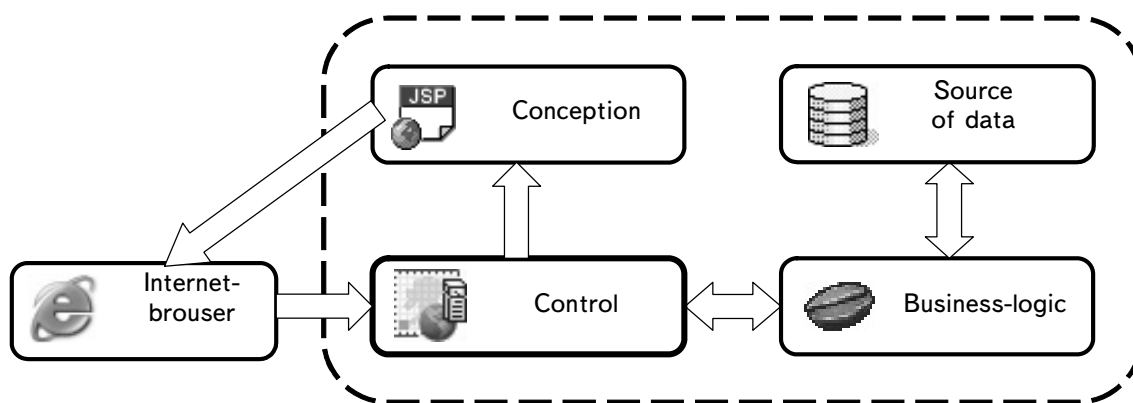 JSP
Conception
Source
of data
Internet-
brouser
Control
Business-logic